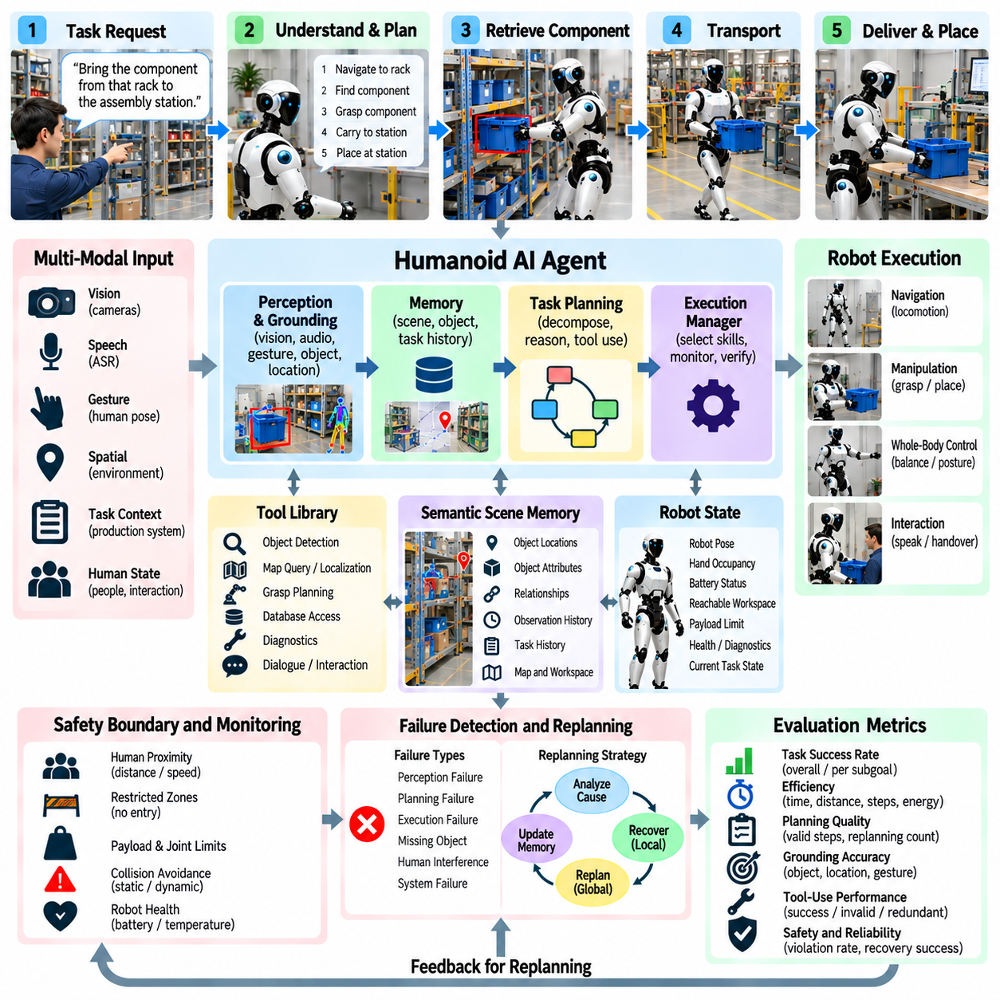 1 Task Request
"Bring the component
from that rack to
the assembly station."
2 Understand & Plan
1 Navigate to rack
2 Find component
3 Grasp component
4 Carry to station
5 Place at station
3 Retrieve Component
4 Transport
5 Deliver & Place
Multi-Modal Input
Vision
(cameras)
Speech
(ASR)
Gesture
(human pose)
Spatial
(environment)
Task Context
(production system)
Human State
(people, interaction)
Humanoid AI Agent
Perception
& Grounding
(vision, audio,
gesture, object,
location)
Memory
(scene, object,
task history)
Task Planning
(decompose,
reason, tool use)
Execution
Manager
(select skills,
monitor, verify)
Robot Execution
Navigation
(locomotion)
Manipulation
(grasp / place)
Whole-Body Control
(balance / posture)
Interaction
(speak / handover)
Tool Library
Object Detection
Map Query / Localization
Grasp Planning
Database Access
Diagnostics
Dialogue / Interaction
Semantic Scene Memory
Object Locations
Object Attributes
Relationships
Observation History
Task History
Map and Workspace
Robot State
Robot Pose
Hand Occupancy
Battery Status
Reachable Workspace
Payload Limit
Health / Diagnostics
Current Task State
Safety Boundary and Monitoring
Human Proximity
(distance / speed)
Restricted Zones
(no entry)
Payload & Joint Limits
Collision Avoidance
(static / dynamic)
Robot Health
(battery / temperature)
Failure Detection and Replanning
Failure Types
Perception Failure
Planning Failure
Execution Failure
Missing Object
Human Interference
System Failure
Replanning Strategy
Analyze
Cause
Recover
(Local)
Replan
(Global)
Update
Memory
Evaluation Metrics
Task Success Rate
(overall / per subgoal)
Efficiency
(time, distance, steps, energy)
Planning Quality
(valid steps, replanning count)
Grounding Accuracy
(object, location, gesture)
Tool-Use Performance
(success / invalid / redundant)
Safety and Reliability
(violation rate, recovery success)
Feedback for Replanning